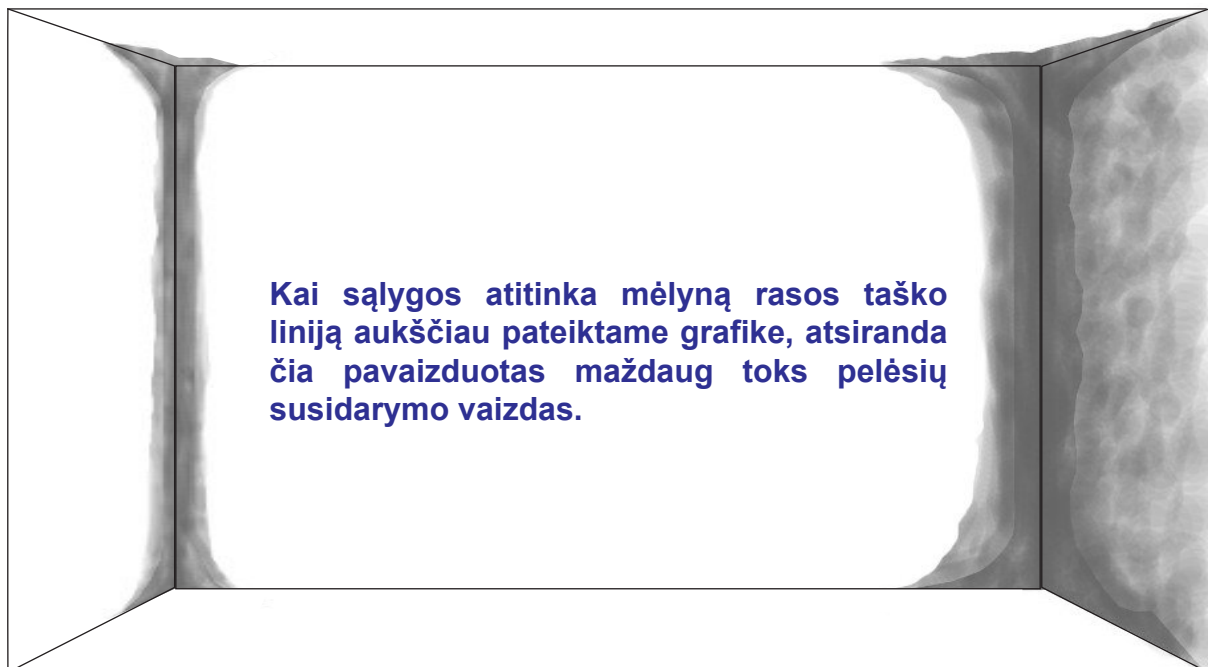 Kai sąlygos atitinka mėlyną rasos taško
liniją aukščiau pateiktame grafike, atsiranda
čia pavaizduotas maždaug toks pelėsių
susidarymo vaizdas.